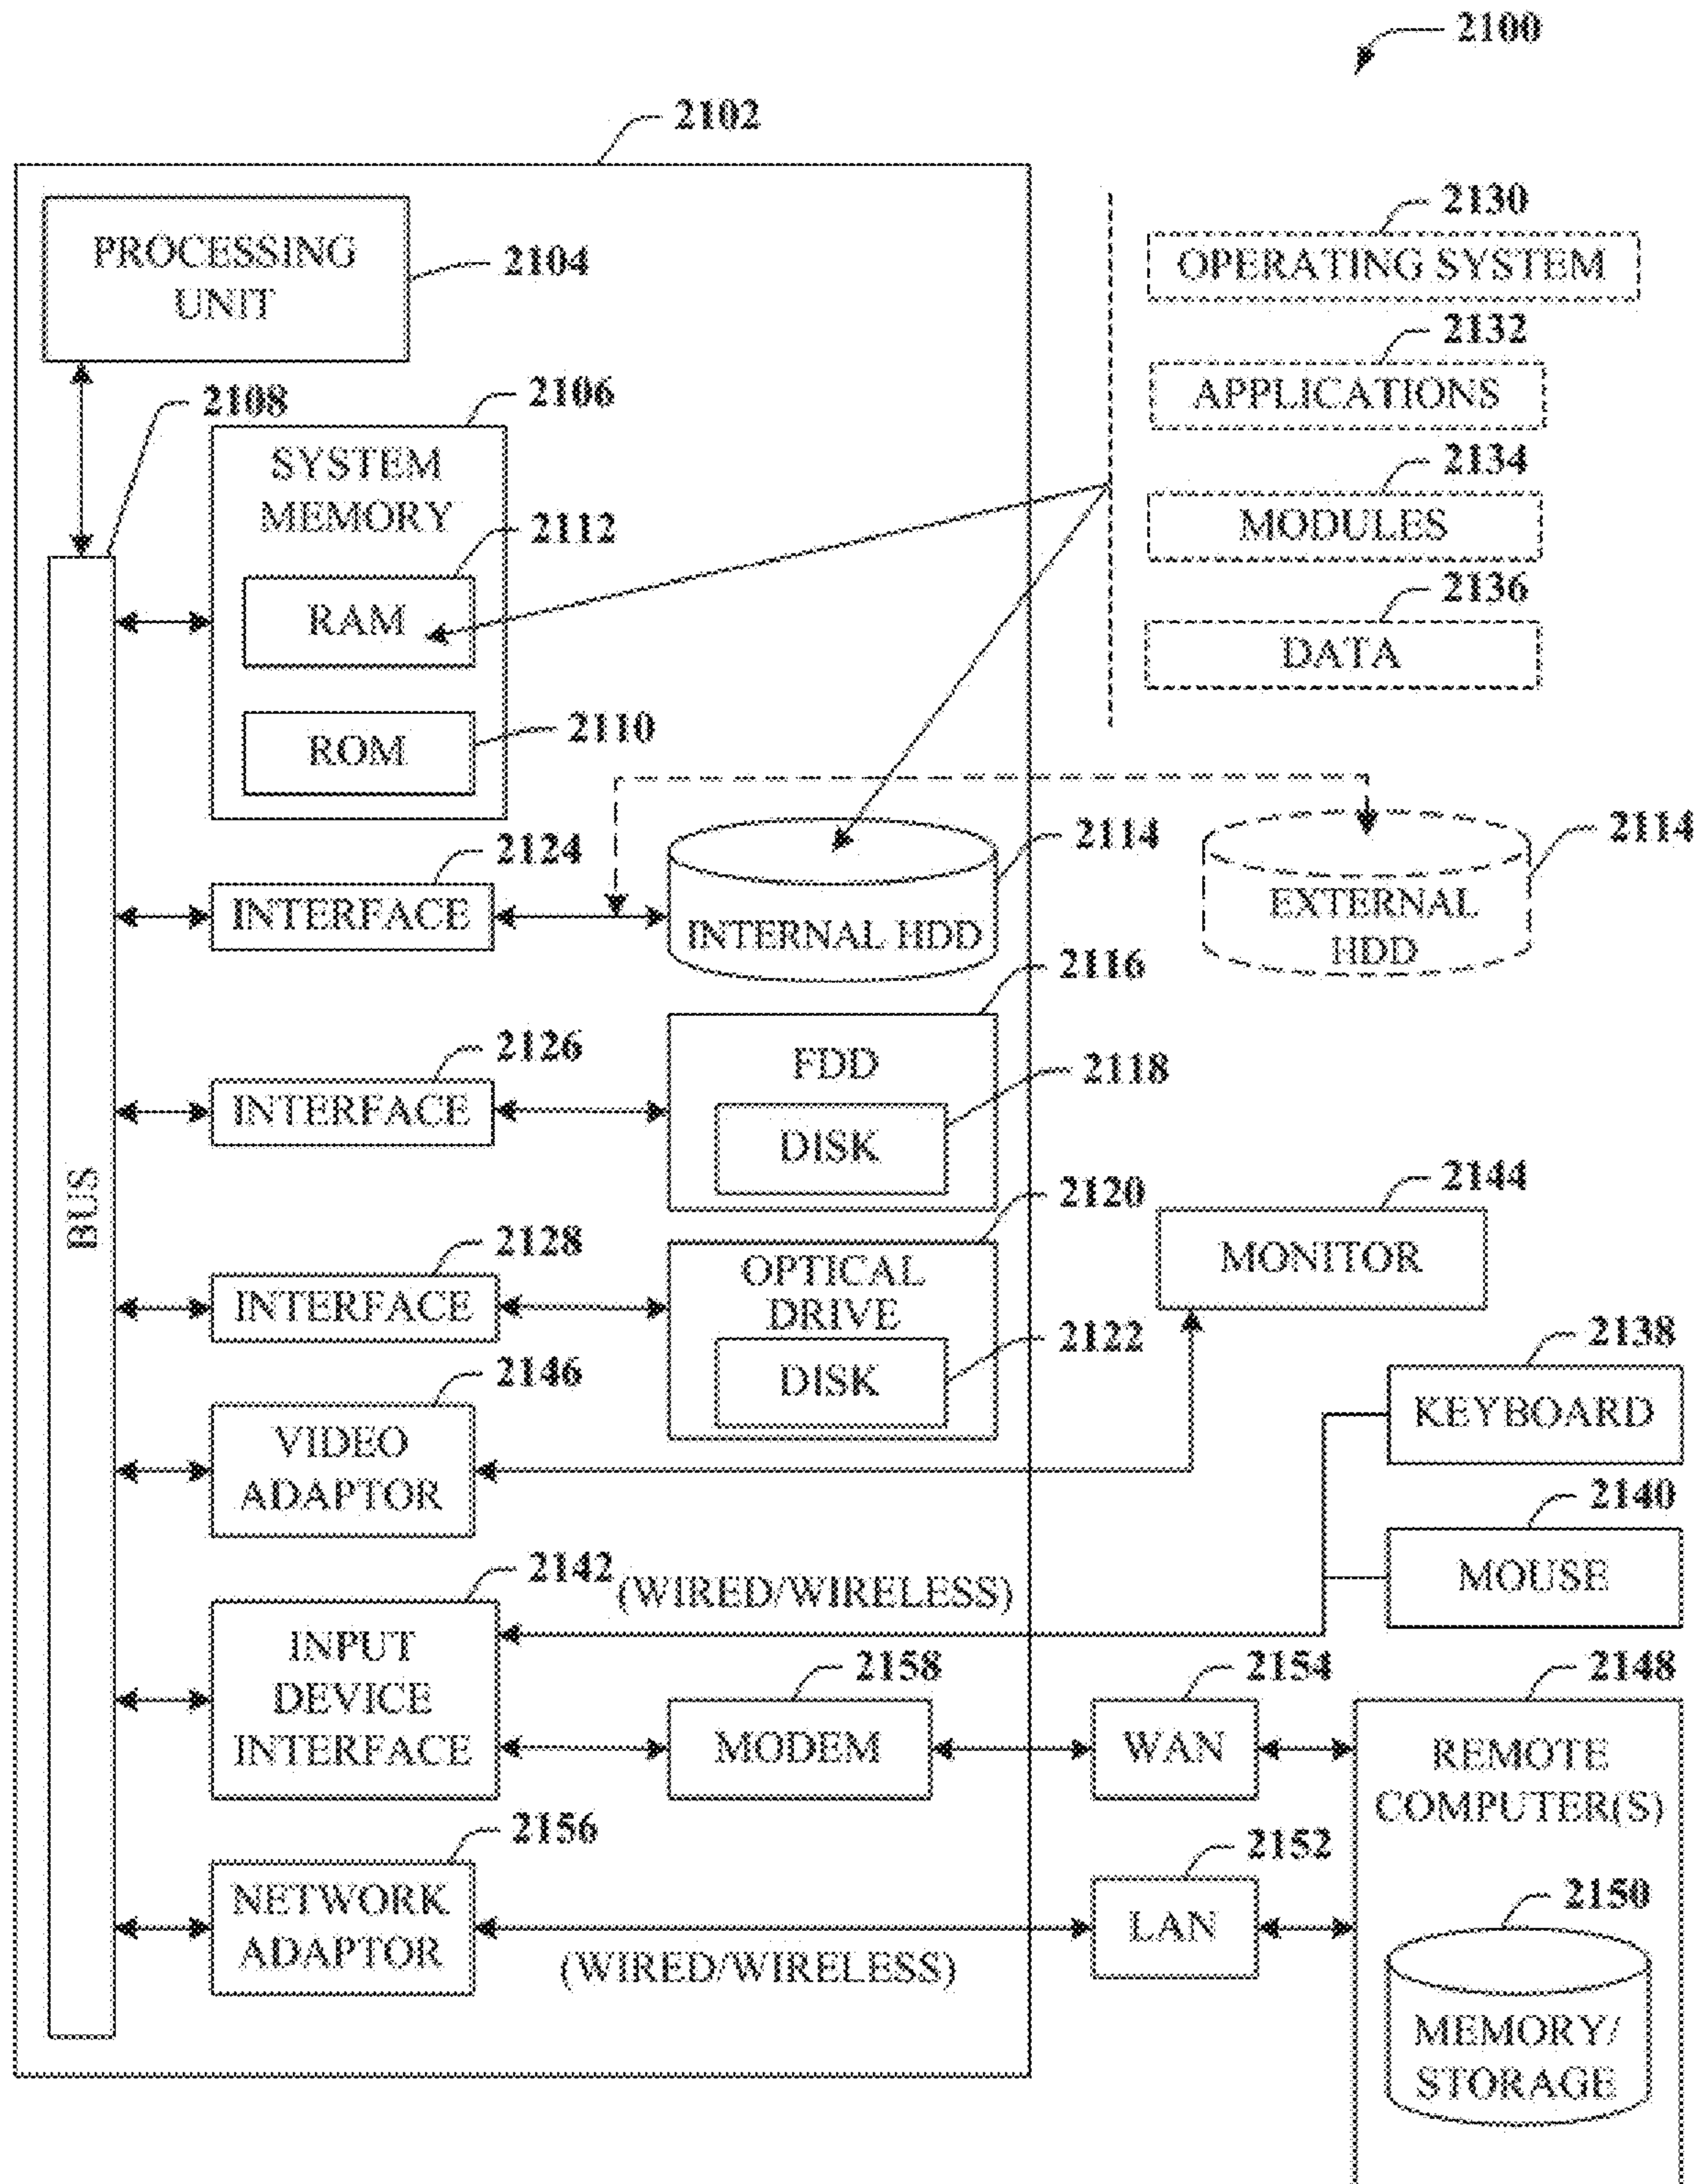 2100
2102
PROCESSING
UNIT
2104
2130
OPERATING SYSTEM
2132
APPLICATIONS
2134
MODULES
2136
DATA
2108
2106
SYSTEM
MEMORY
2112
RAM
2110
ROM
BUS
2124
INTERFACE
2114
INTERNAL HDD
2114
EXTERNAL
HDD
2126
INTERFACE
2116
FDD
2118
DISK
2128
INTERFACE
2120
OPTICAL
DRIVE
2122
DISK
2144
MONITOR
2146
VIDEO
ADAPTOR
2138
KEYBOARD
2140
MOUSE
2142
(WIRED/WIRELESS)
INPUT
DEVICE
INTERFACE
2158
MODEM
2154
WAN
2148
REMOTE
COMPUTER(S)
2156
NETWORK
ADAPTOR
(WIRED/WIRELESS)
2152
LAN
2150
MEMORY/
STORAGE